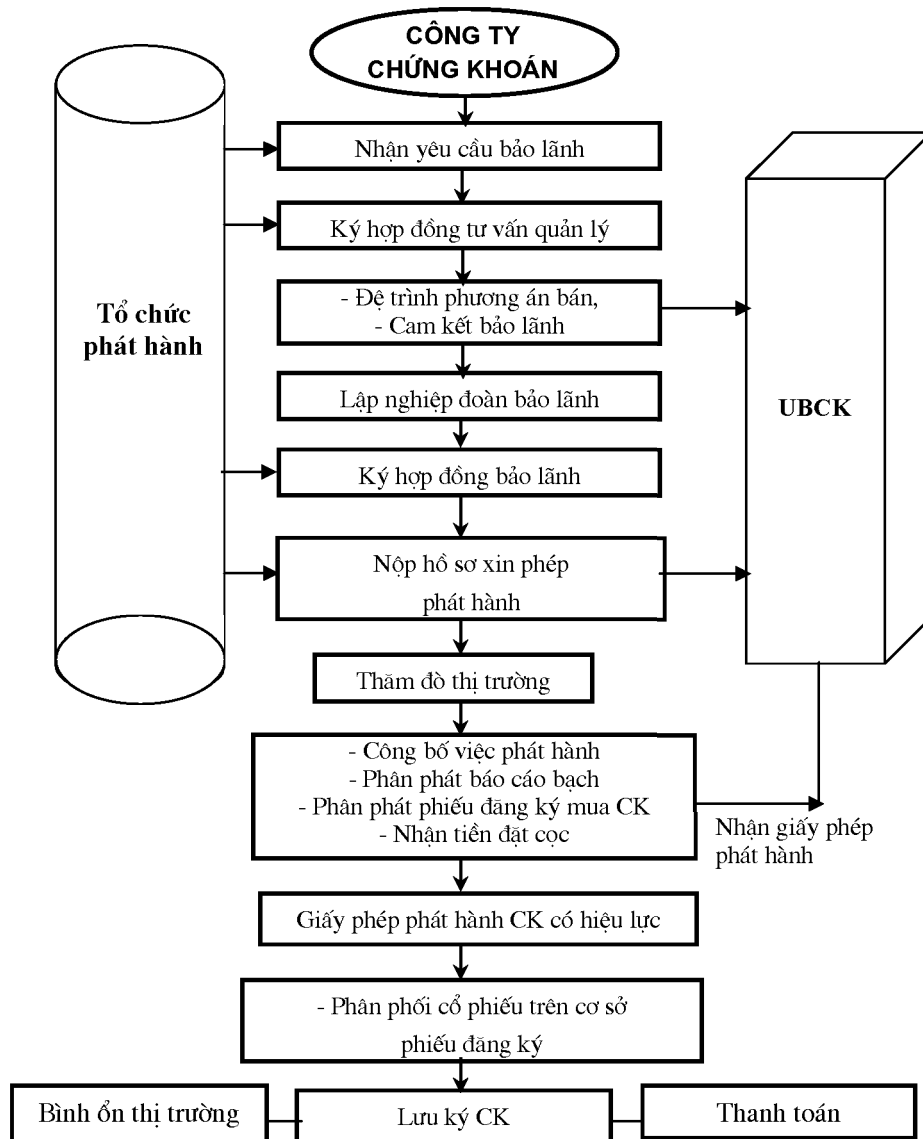 CÔNG TY
CHỨNG KHOÁN
Nhận yêu cầu bảo lãnh
Ký hợp đồng tư vấn quản lý
- Đệ trình phương án bán,
- Cam kết bảo lãnh
Tổ chức
phát hành
Lập nghiệp đoàn bảo lãnh
UBCK
Ký hợp đồng bảo lãnh
Nộp hồ sơ xin phép
phát hành
Thăm dò thị trường
- Công bố việc phát hành
- Phân phát báo cáo bạch
- Phân phát phiếu đăng ký mua CK
- Nhận tiền đặt cọc
Nhận giấy phép
phát hành
Giấy phép phát hành CK có hiệu lực
- Phân phối cổ phiếu trên cơ sở
phiếu đăng ký
Bình ổn thị trường
Lưu ký CK
Thanh toán